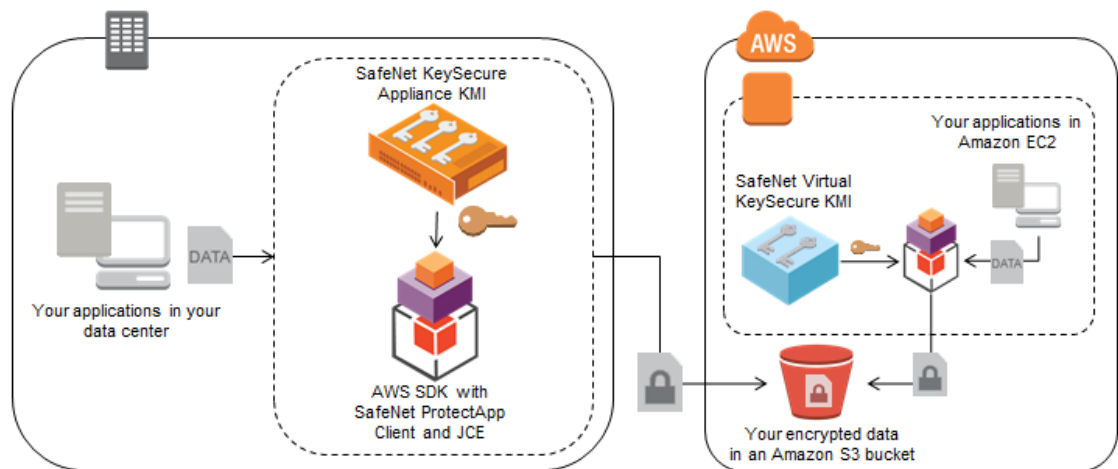 SafeNet KeySecure
Appliance KMI
DATA
Your applications in your
data center
AWS SDK with
SafeNet ProtectApp
Client and JCE
AWS
Your applications in
Amazon EC2
SafeNet Virtual
KeySecure KMI
DATA
Your encrypted data
in an Amazon S3 bucket